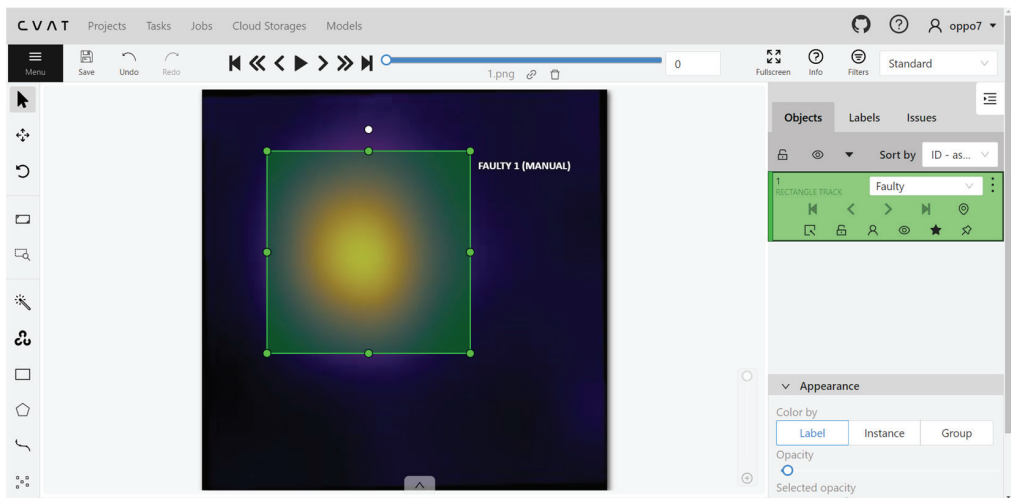 CVAT Projects Tasks Jobs Cloud Storages Models oppo7
Menu Save Undo Redo 0 Fullscreen Info Filters Standard
1.png
Objects Labels Issues
Sort by ID - as...
FAULTY 1 (MANUAL)
1
RECTANGLE TRACK Faulty
Appearance
Color by
Label Instance Group
Opacity
Selected opacity